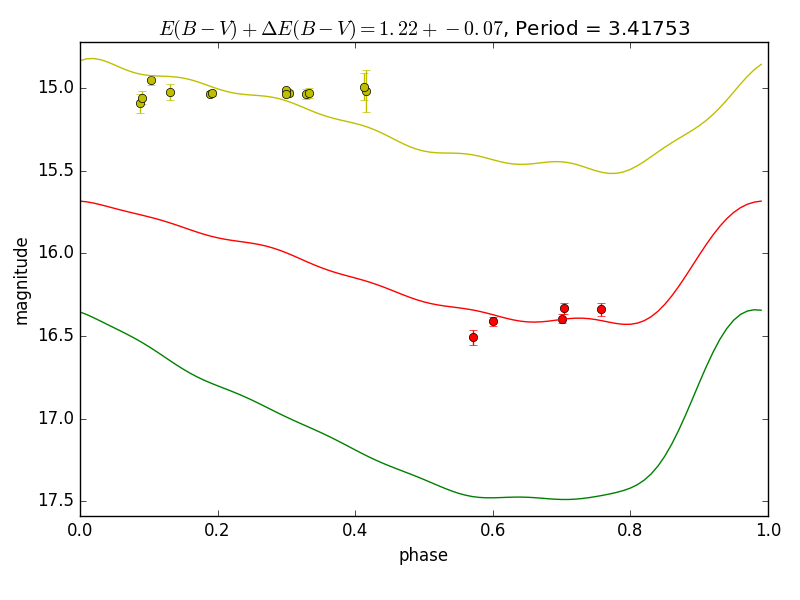 E(B − V) + ΔE(B − V) = 1.22 + −0.07, Period = 3.41753
magnitude
15.0
15.5
16.0
16.5
17.0
17.5
0.0 0.2 0.4 0.6 0.8 1.0
phase